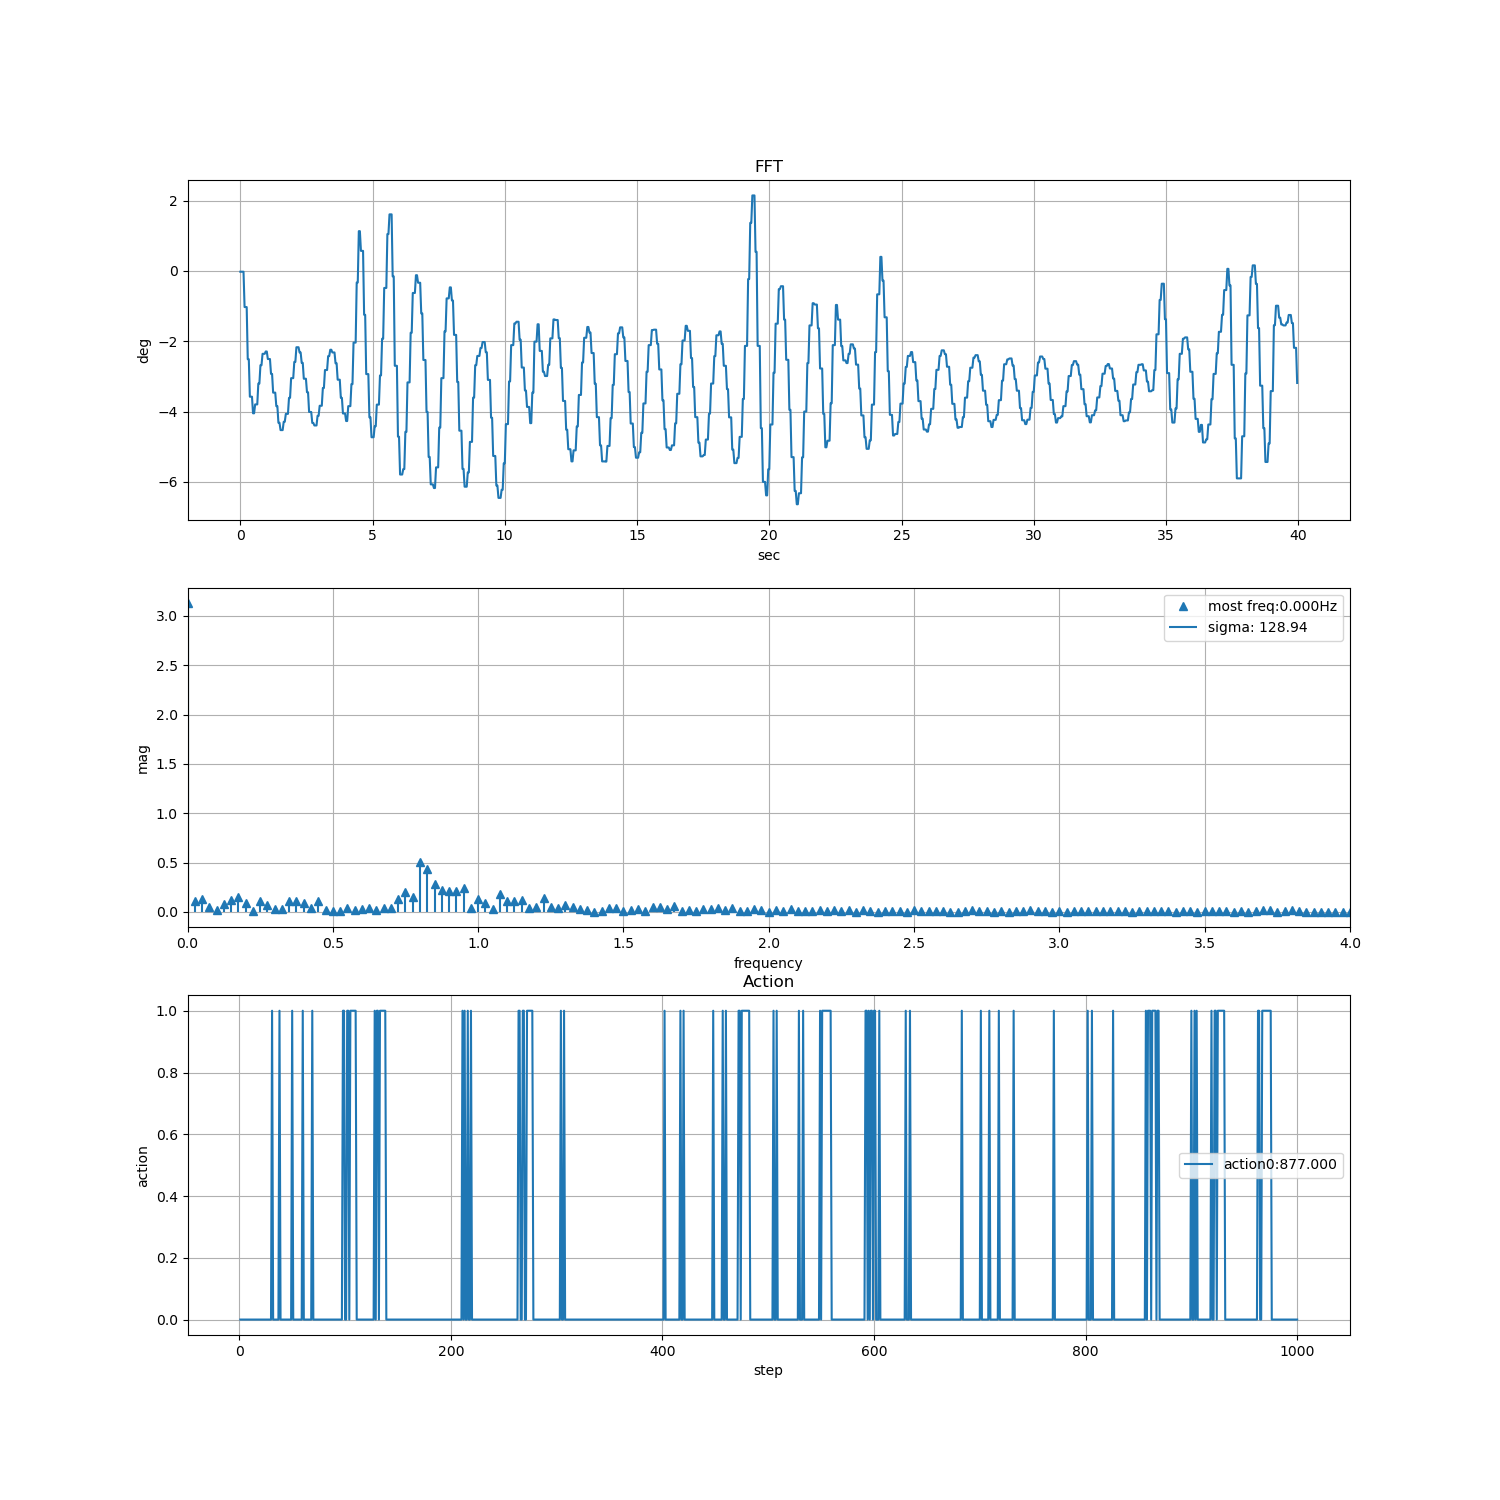 FFT
2
0
−2
−4
−6
deg
0 5 10 15 20 25 30 35 40
sec
most freq:0.000Hz
sigma: 128.94
3.0
2.5
2.0
1.5
1.0
0.5
0.0
mag
0.0 0.5 1.0 1.5 2.0 2.5 3.0 3.5 4.0
frequency
Action
1.0
0.8
0.6
0.4
0.2
0.0
action
action0:877.000
0 200 400 600 800 1000
step